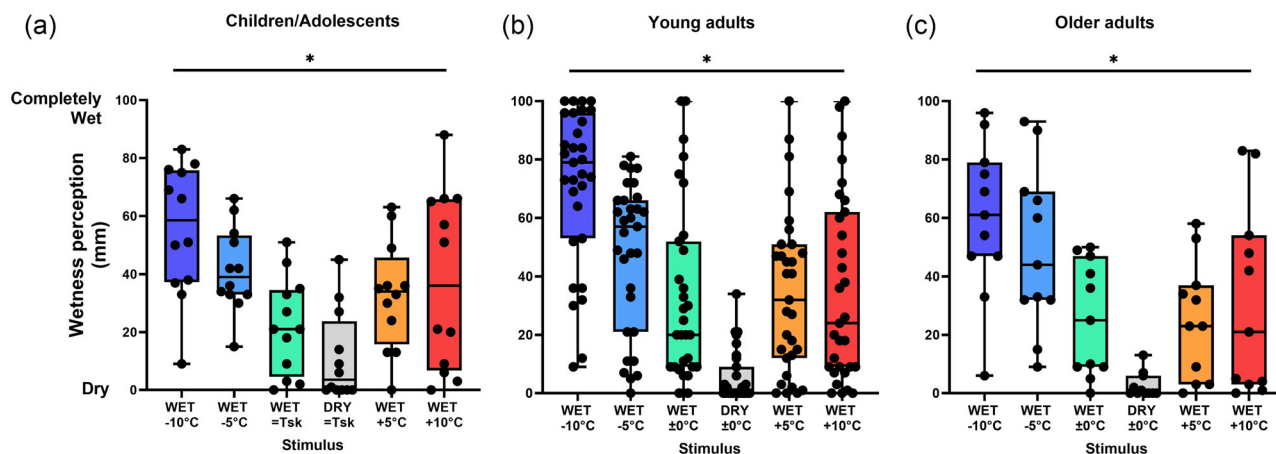 (a)
Children/Adolescents
*
Completely
Wet
Wetness perception
(mm)
Dry
100
80
60
40
20
0
WET
-10°C
WET
-5°C
WET
=Tsk
DRY
=Tsk
WET
+5°C
WET
+10°C
Stimulus
(b)
Young adults
*
100
80
60
40
20
0
WET
-10°C
WET
-5°C
WET
±0°C
DRY
±0°C
WET
+5°C
WET
+10°C
Stimulus
(c)
Older adults
*
100
80
60
40
20
0
WET
-10°C
WET
-5°C
WET
±0°C
DRY
±0°C
WET
+5°C
WET
+10°C
Stimulus